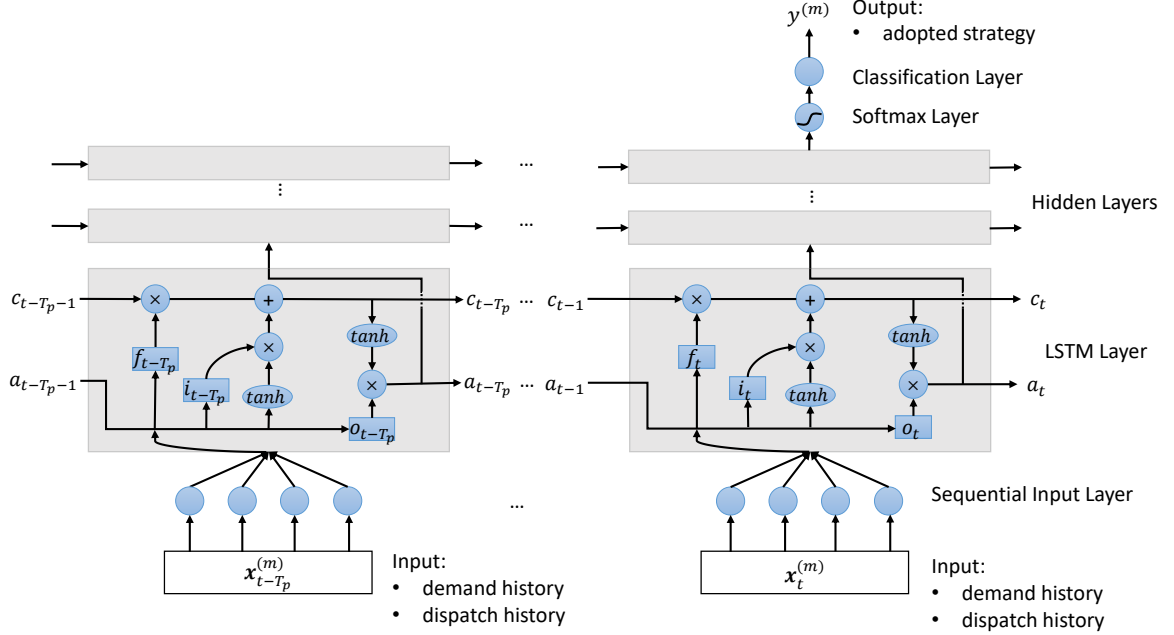 y^{(m)}
Output:
• adopted strategy
Classification Layer
Softmax Layer
...
⋮ ⋮
Hidden Layers
...
c_{t-T_p-1} × + c_{t-T_p} ... c_{t-1} × + c_t
tanh tanh
f_{t-T_p} × f_t ×
LSTM Layer
a_{t-T_p-1} i_{t-T_p} tanh × a_{t-T_p} ... a_{t-1} i_t tanh × a_t
o_{t-T_p} o_t
... Sequential Input Layer
x_{t-T_p}^{(m)}
Input:
• demand history
• dispatch history
x_t^{(m)}
Input:
• demand history
• dispatch history